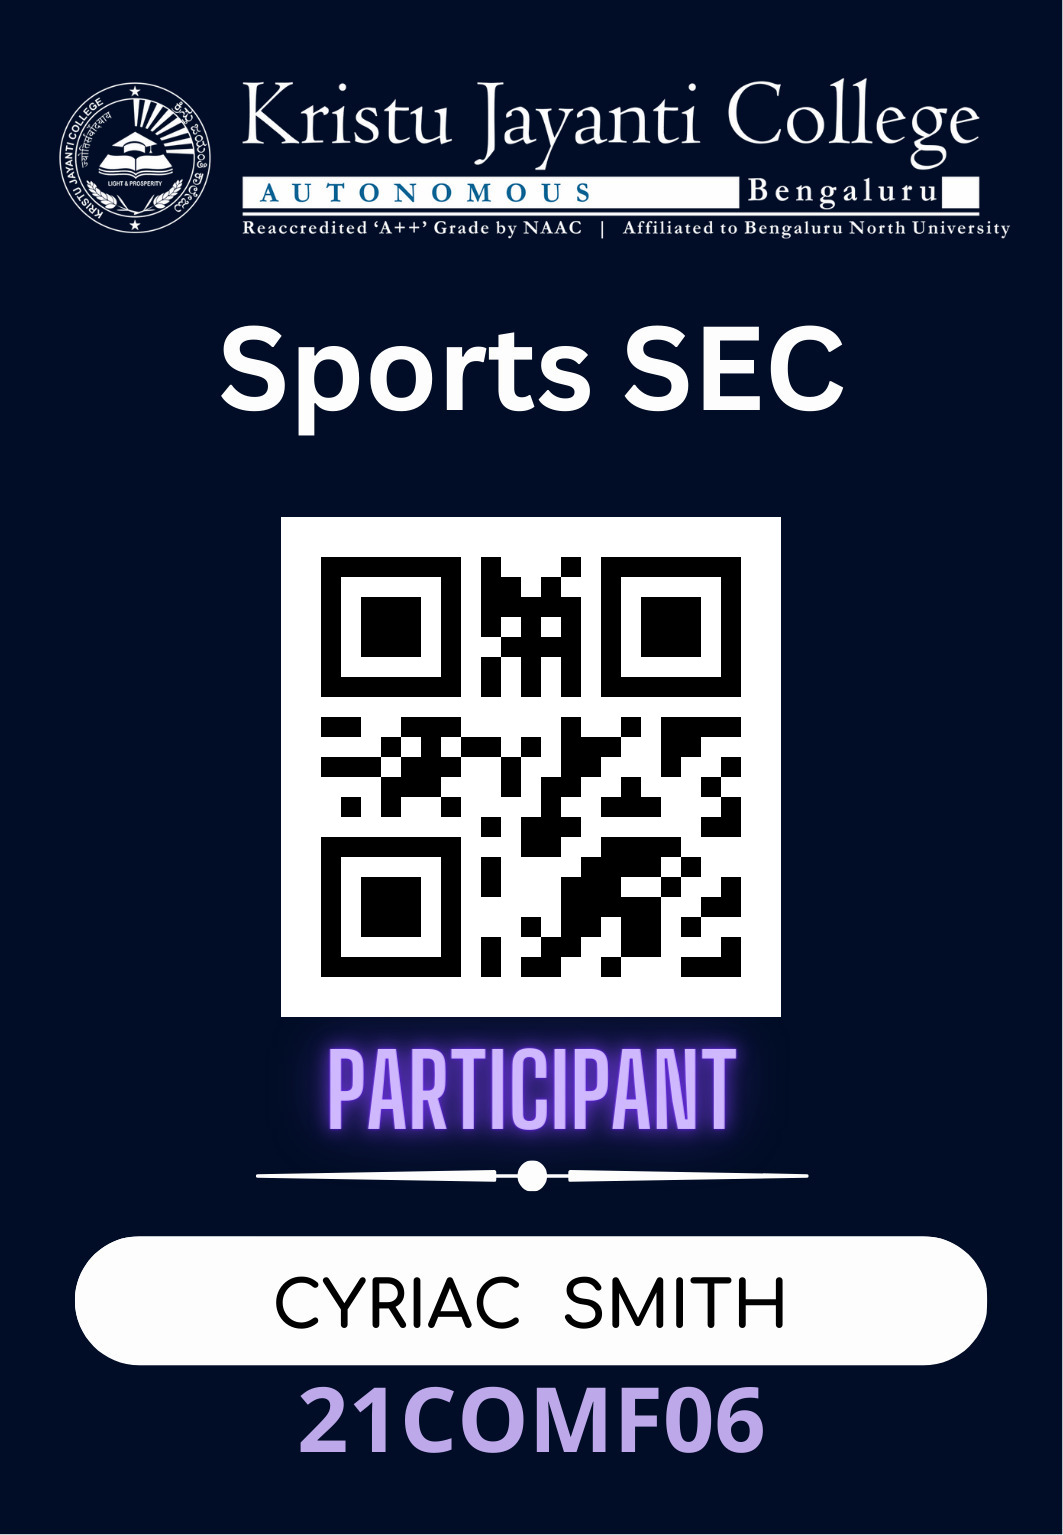 Kristu Jayanti College
AUTONOMOUS Bengaluru
Reaccredited ‘A++’ Grade by NAAC | Affiliated to Bengaluru North University
KRISTU JAYANTI COLLEGE
LIGHT & PROSPERITY
Sports SEC
PARTICIPANT
CYRIAC SMITH
21COMF06